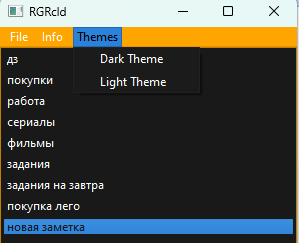 RGRcld
File Info Themes
Dark Theme
Light Theme
дз
покупки
работа
сериалы
фильмы
задания
задания на завтра
покупка лего
новая заметка